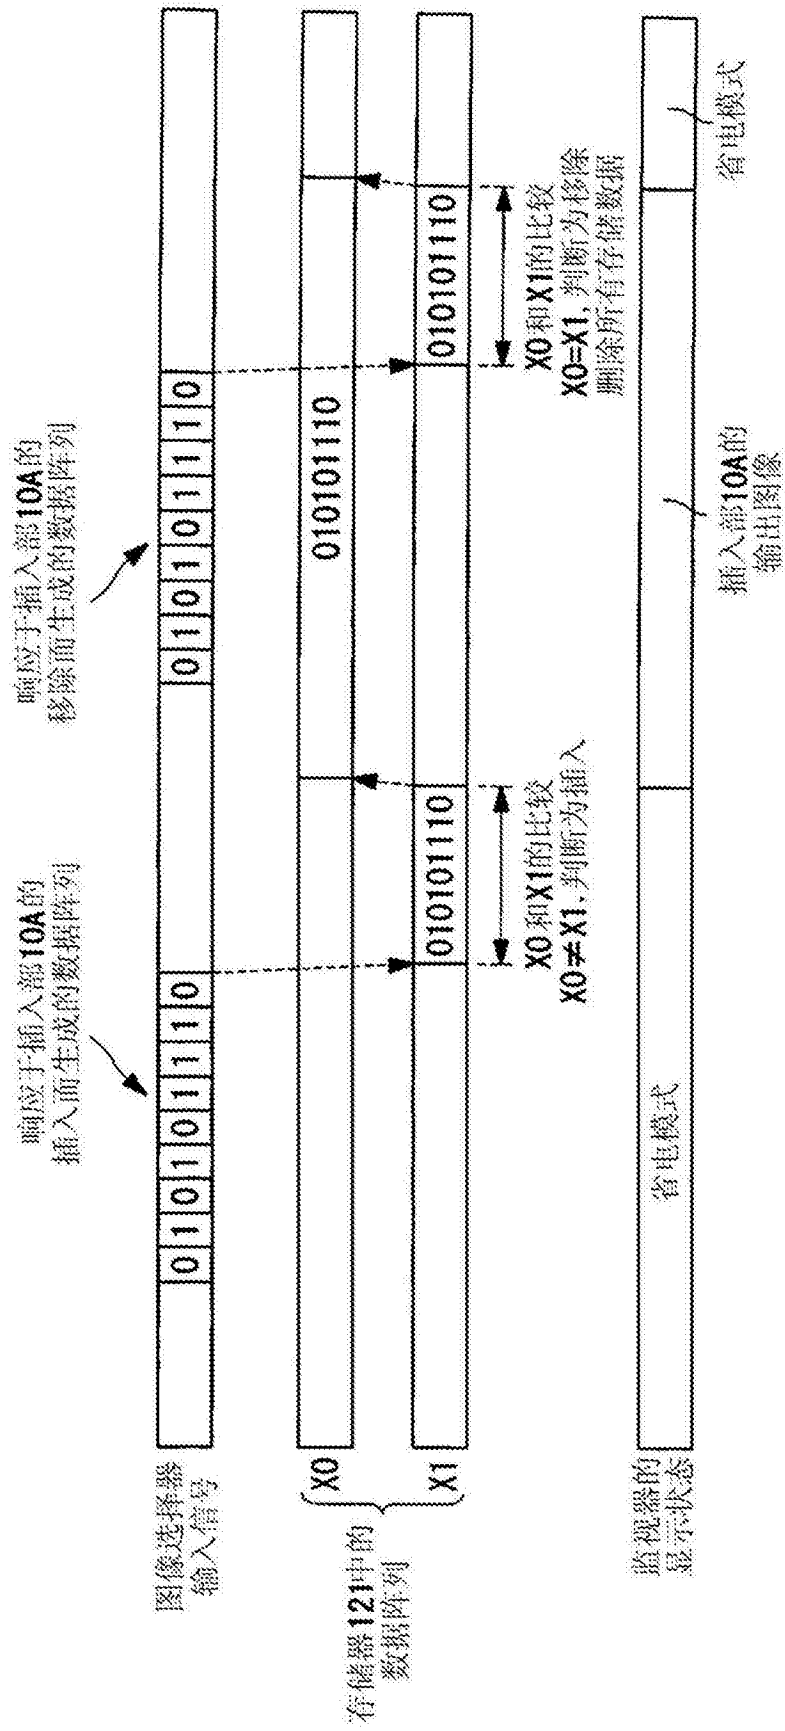 响应于插入部10A的
插入而生成的数据阵列
响应于插入部10A的
移除而生成的数据阵列
图像选择器
输入信号
0 1 0 1 0 1 1 1 0
0 1 0 1 0 1 1 1 0
存储器121中的
数据阵列
X0
010101110
X1
010101110
010101110
X0和X1的比较
X0≠X1, 判断为插入
X0和X1的比较
X0=X1, 判断为移除
删除所有存储数据
监视器的
显示状态
省电模式
插入部10A的
输出图像
省电模式